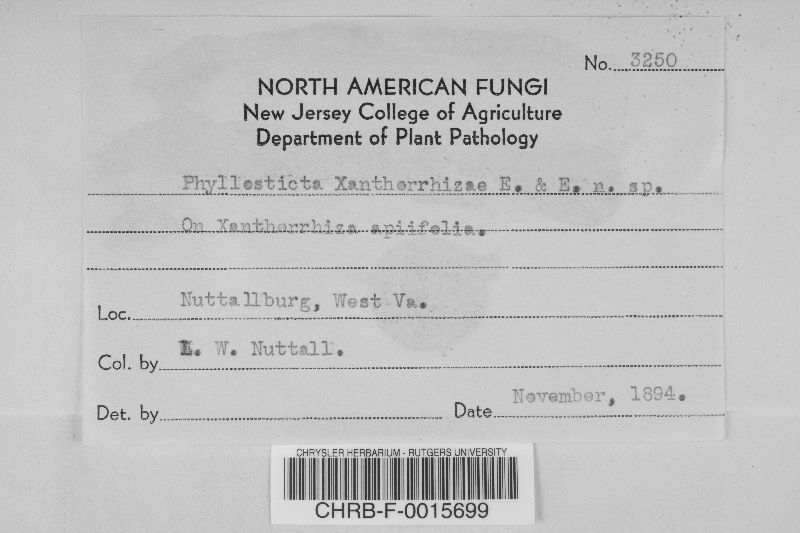 No. 3250
NORTH AMERICAN FUNGI
New Jersey College of Agriculture
Department of Plant Pathology
Phyllosticta Xanthorrhizae E. & E. n. sp.
On Xanthorrhiza apiifolia.
Loc. Nuttallburg, West Va.
Col. by L. W. Nuttall.
Det. by
Date November, 1894.
CHRYSLER HERBARIUM - RUTGERS UNIVERSITY
CHRB-F-0015699